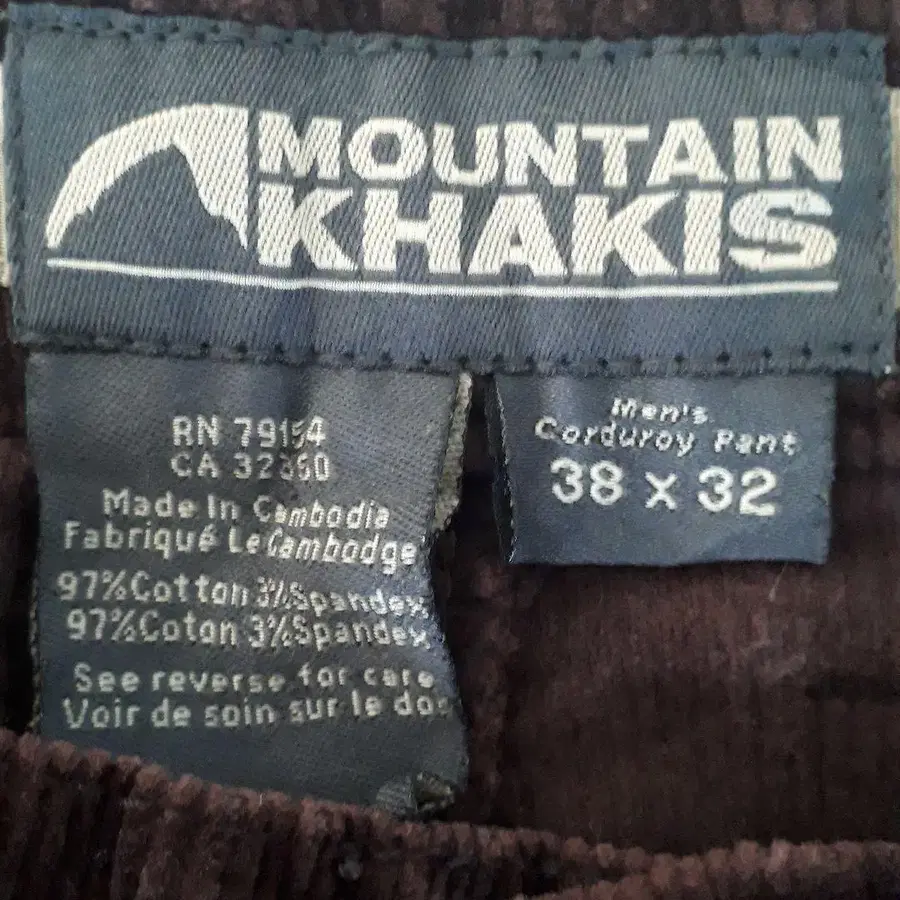 MOUNTAIN
KHAKIS
RN 79154
CA 32360
Made In Cambodia
Fabriqué Le Cambodge
97%Cotton 3%Spandex
97%Coton 3%Spandex
See reverse for care
Voir de soin sur le dos
Men's
Corduroy Pant
38 x 32